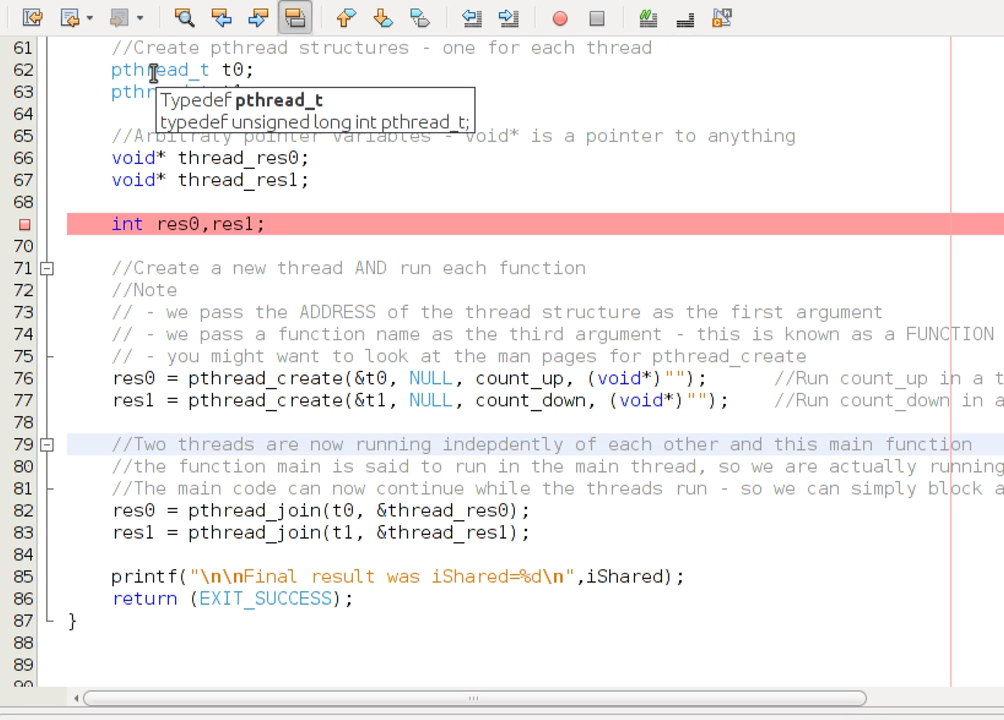 61 //Create pthread structures - one for each thread
62 pthread_t t0;
63 pthr
Typedef pthread_t
typedef unsigned long int pthread_t;
64
65 //Arbitraty pointer variables - void* is a pointer to anything
66 void* thread_res0;
67 void* thread_res1;
68
int res0,res1;
70
71 //Create a new thread AND run each function
72 //Note
73 // - we pass the ADDRESS of the thread structure as the first argument
74 // - we pass a function name as the third argument - this is known as a FUNCTION
75 // - you might want to look at the man pages for pthread_create
76 res0 = pthread_create(&t0, NULL, count_up, (void*)""); //Run count_up in a t
77 res1 = pthread_create(&t1, NULL, count_down, (void*)""); //Run count_down in a
78
79 //Two threads are now running indepdently of each other and this main function
80 //the function main is said to run in the main thread, so we are actually running
81 //The main code can now continue while the threads run - so we can simply block a
82 res0 = pthread_join(t0, &thread_res0);
83 res1 = pthread_join(t1, &thread_res1);
84
85 printf("\n\nFinal result was iShared=%d\n",iShared);
86 return (EXIT_SUCCESS);
87 }
88
89